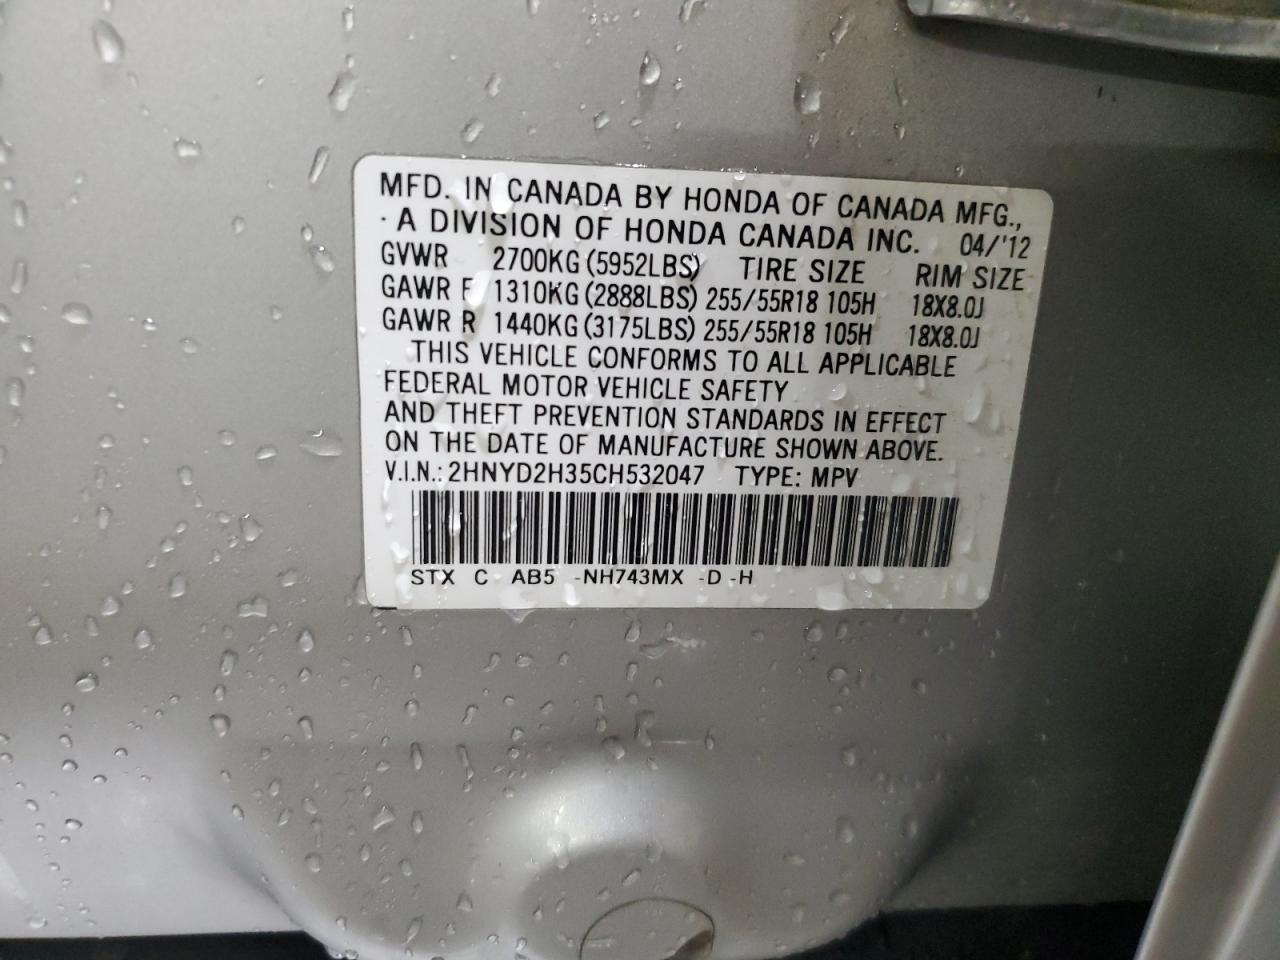 MFD. IN CANADA BY HONDA OF CANADA MFG.,
· A DIVISION OF HONDA CANADA INC. 04/'12
GVWR 2700KG (5952LBS) TIRE SIZE RIM SIZE
GAWR F 1310KG (2888LBS) 255/55R18 105H 18X8.0J
GAWR R 1440KG (3175LBS) 255/55R18 105H 18X8.0J
THIS VEHICLE CONFORMS TO ALL APPLICABLE
FEDERAL MOTOR VEHICLE SAFETY
AND THEFT PREVENTION STANDARDS IN EFFECT
ON THE DATE OF MANUFACTURE SHOWN ABOVE.
V.I.N.: 2HNYD2H35CH532047 TYPE: MPV
STX C AB5 -NH743MX -D -H